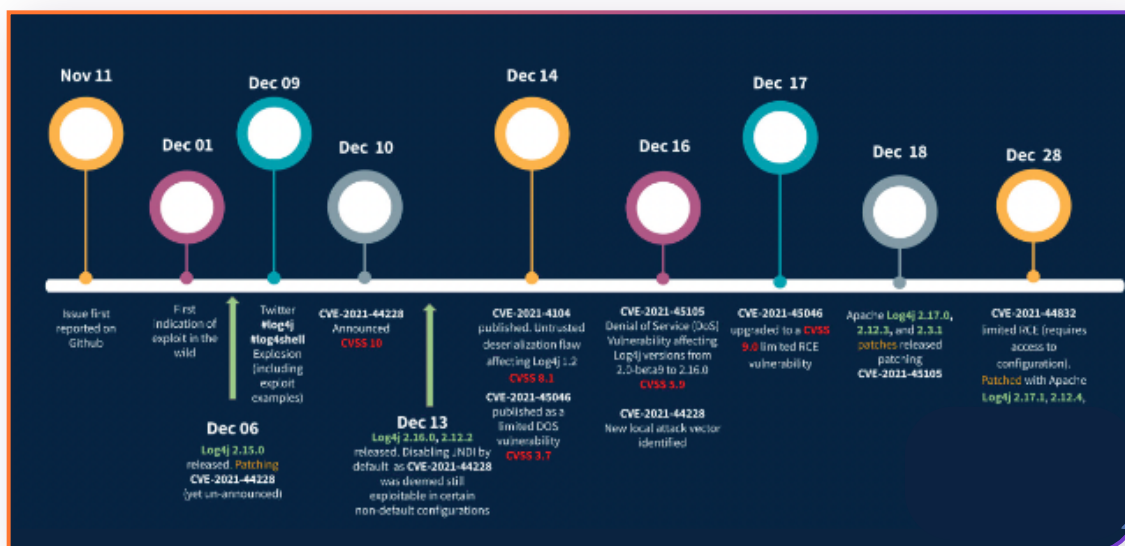 Nov 11
Issue first
reported on
Github
Dec 01
First
indication of
exploit in the
wild
Dec 06
Log4j 2.15.0
released. Patching
CVE-2021-44228
(yet un-announced)
Dec 09
Twitter
#log4j
#log4shell
Explosion
(including
exploit
examples)
Dec 10
CVE-2021-44228
Announced
CVSS 10
Dec 13
Log4j 2.16.0, 2.12.2
released. Disabling JNDI by
default as CVE-2021-44228
was deemed still
exploitable in certain
non-default configurations
Dec 14
CVE-2021-4104
published. Untrusted
deserialization flaw
affecting Log4j 1.2
CVSS 8.1
CVE-2021-45046
published as a
limited DOS
vulnerability
CVSS 3.7
Dec 16
CVE-2021-45105
Denial of Service (DoS)
Vulnerability affecting
Log4j versions from
2.0-beta9 to 2.16.0
CVSS 5.9
CVE-2021-44228
New local attack vector
identified
Dec 17
CVE-2021-45046
upgraded to a CVSS
9.0 limited RCE
vulnerability
Dec 18
Apache Log4j 2.17.0,
2.12.3, and 2.3.1
patches released
patching
CVE-2021-45105
Dec 28
CVE-2021-44832
limited RCE (requires
access to
configuration).
Patched with Apache
Log4j 2.17.1, 2.12.4,